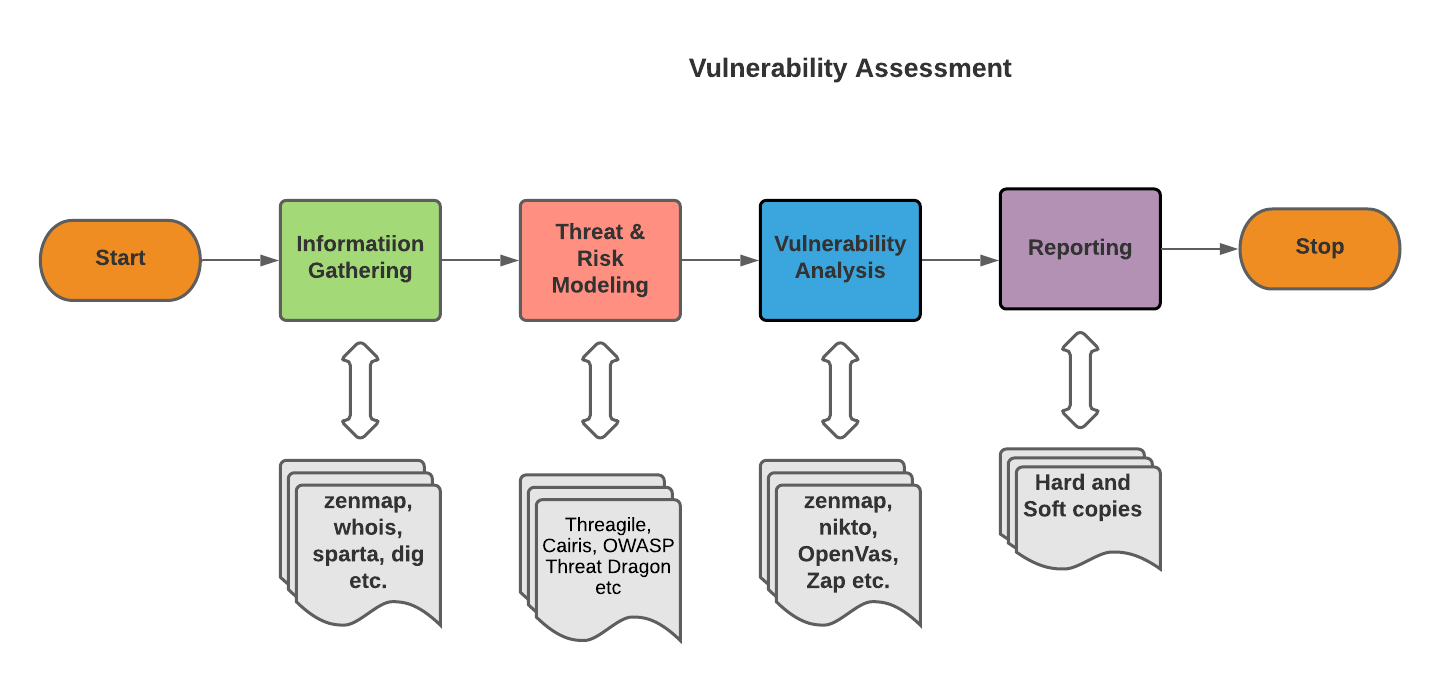 Vulnerability Assessment
Start
Informatiion
Gathering
Threat &
Risk
Modeling
Vulnerability
Analysis
Reporting
Stop
zenmap,
whois,
sparta, dig
etc.
Threagile,
Cairis, OWASP
Threat Dragon
etc
zenmap,
nikto,
OpenVas,
Zap etc.
Hard and
Soft copies